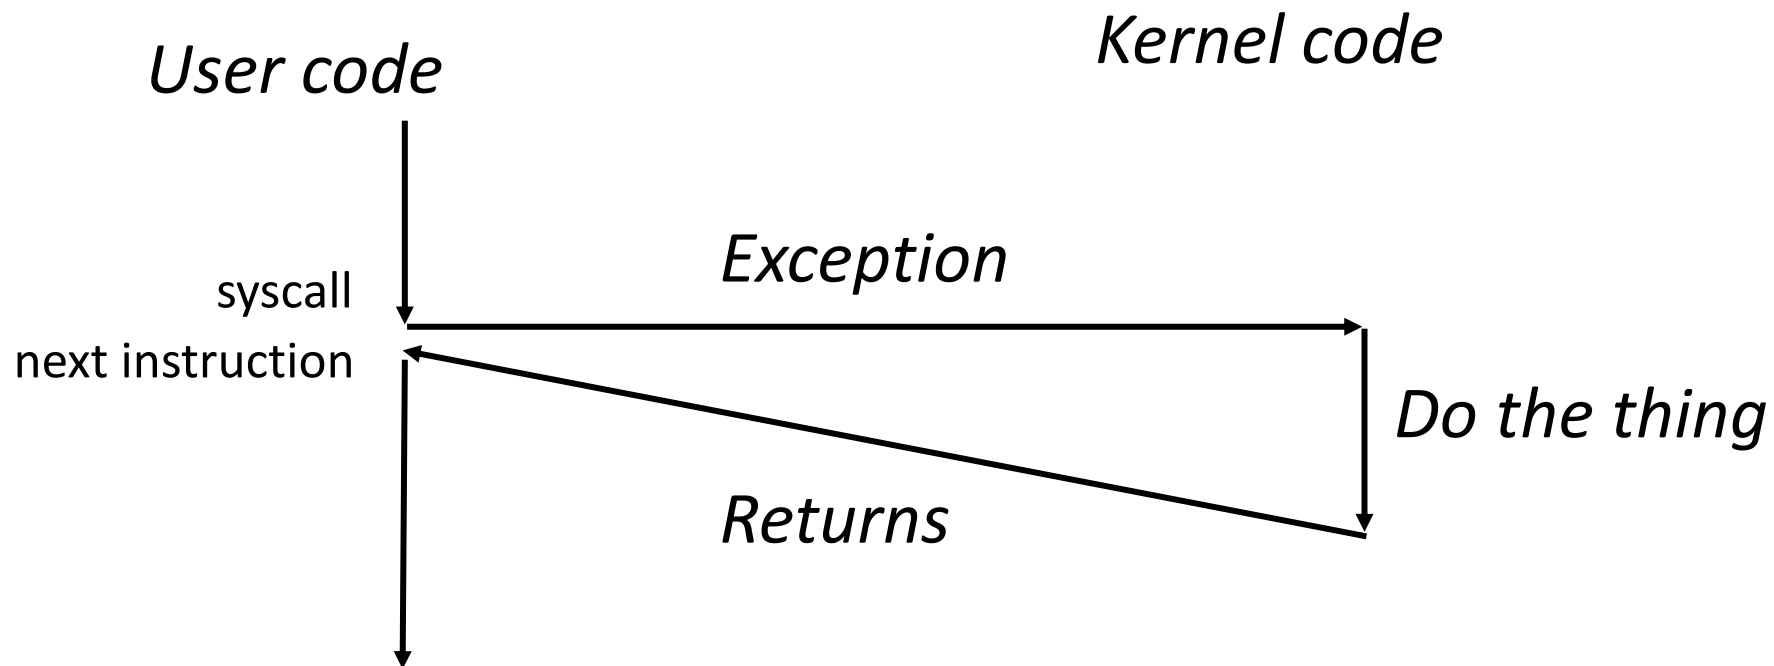 User code
Kernel code
Exception
syscall
next instruction
Do the thing
Returns